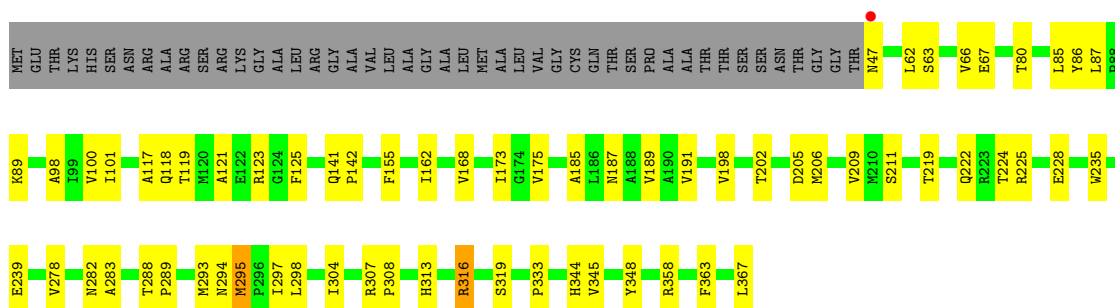 MET GLU THR LYS HIS SER ASN ARG ALA ARG SER ARG LYS GLY ALA LEU ARG GLY ALA VAL LEU ALA GLY ALA LEU MET ALA LEU VAL GLY CYS GLN THR SER PRO ALA ALA THR THR SER SER ASN THR GLY GLY THR N47 L62 S63 V66 E67 T80 L85 Y86 L87 R88
K89 A98 I99 V100 I101 A117 Q118 T119 M120 A121 E122 R123 G124 F125 Q141 P142 F155 I162 V168 I173 G174 V175 A185 L186 N187 A188 V189 A190 V191 V198 T202 D205 M206 V209 M210 S211 T219 Q222 R223 T224 R225 E228 W235
E239 V278 N282 A283 T288 P289 M293 N294 M295 P296 I297 L298 I304 R307 P308 H313 R316 S319 P333 H344 V345 Y348 R358 F363 L367